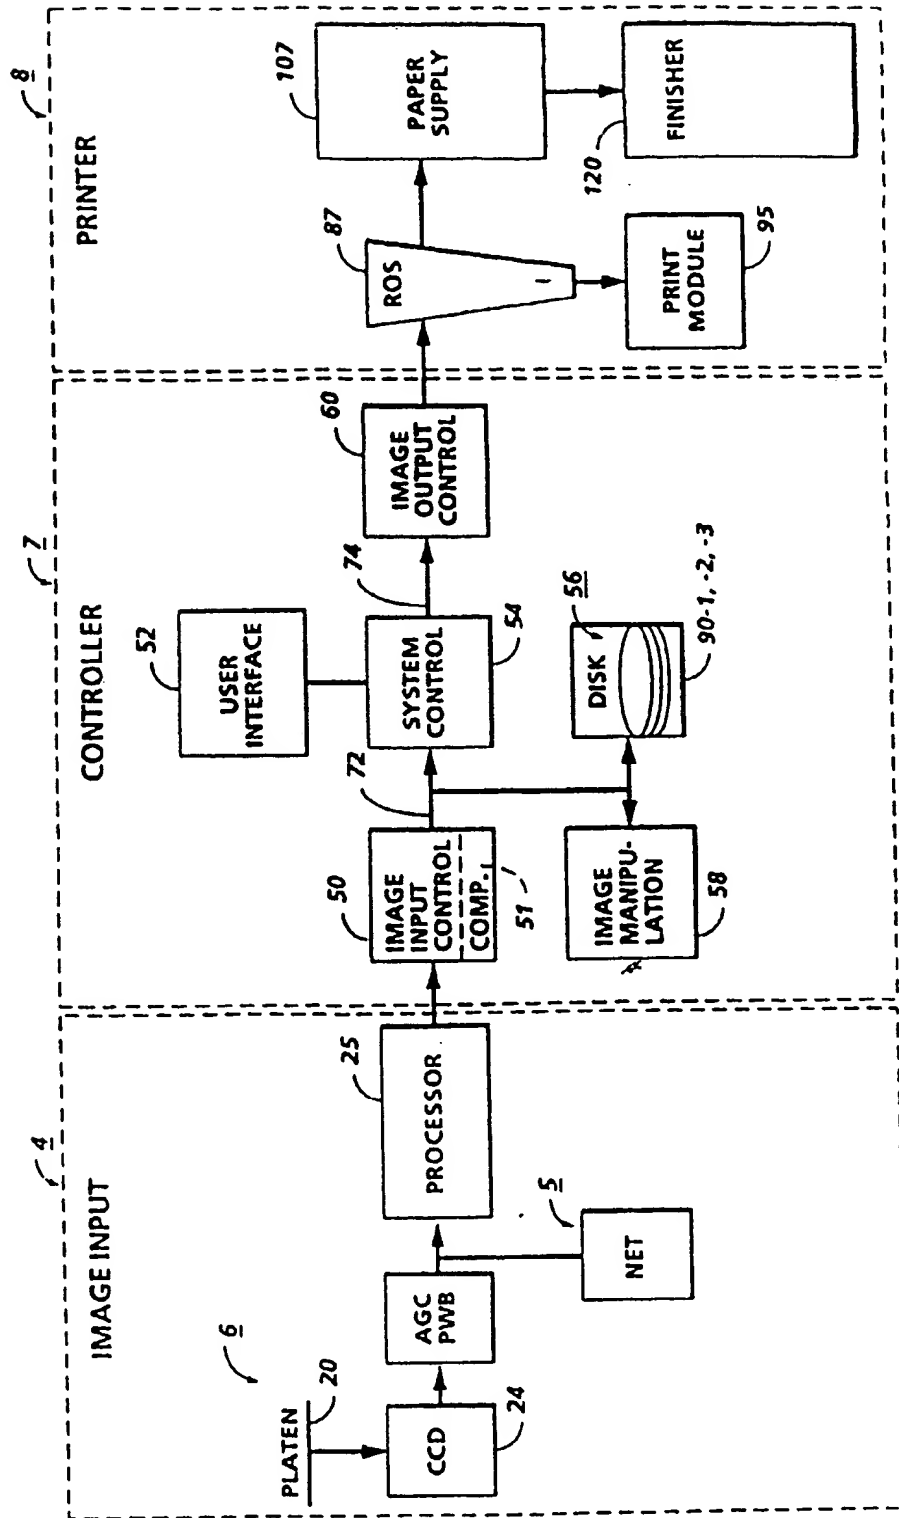 4
IMAGE INPUT
6
PLATEN
20
CCD
24
AGC
PWB
NET
5
PROCESSOR
25
7
CONTROLLER
50
IMAGE
INPUT
CONTROL
COMP.
51
72
USER
INTERFACE
52
SYSTEM
CONTROL
54
74
IMAGE
MANIPU-
LATION
58
DISK
56
90-1, -2, -3
IMAGE
OUTPUT
CONTROL
60
8
PRINTER
ROS
87
PRINT
MODULE
95
PAPER
SUPPLY
107
FINISHER
120